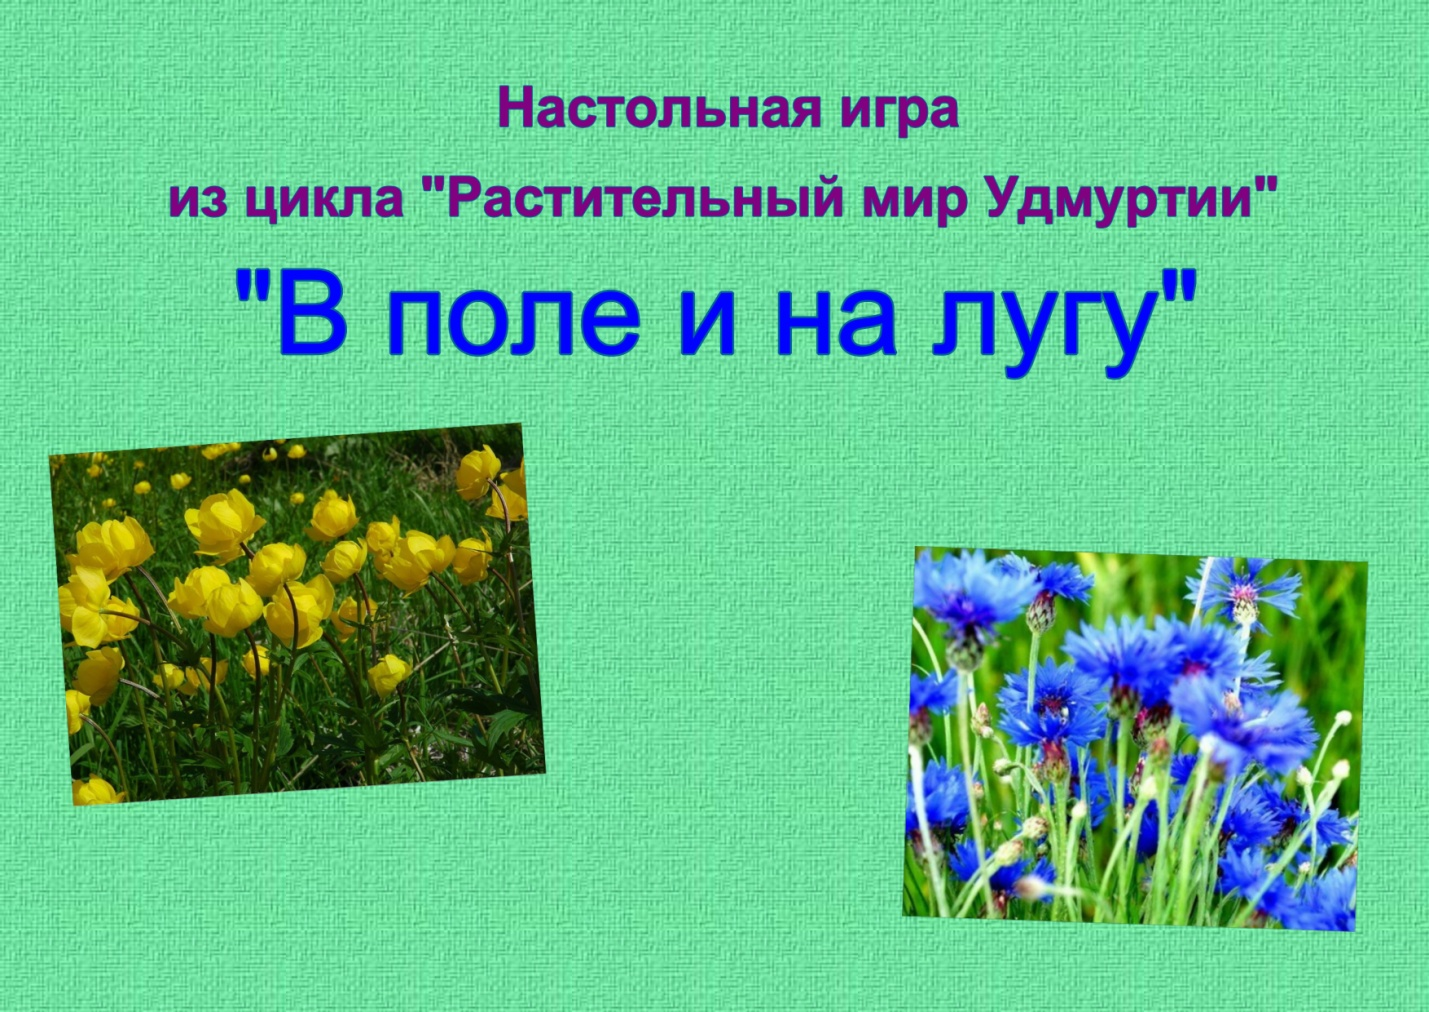 Настольная игра
из цикла "Растительный мир Удмуртии"
"В поле и на лугу"